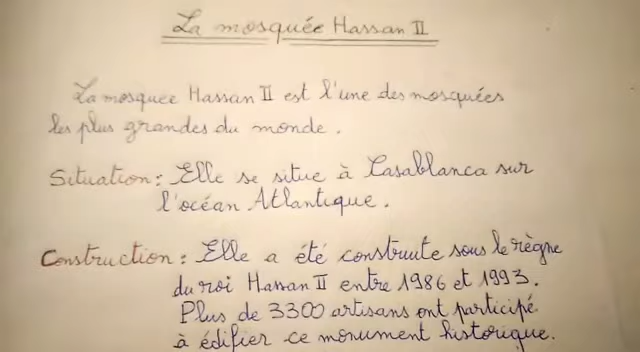 La mosquée Hassan II
La mosquee Hassan II est l'une des mosquées
les plus grandes du monde.
Situation : Elle se situe à Casablanca sur
l'océan Atlantique.
Construction : Elle a été construite sous le règne
du roi Hassan II entre 1986 et 1993.
Plus de 3300 artisans ont participé
à édifier ce monument historique.